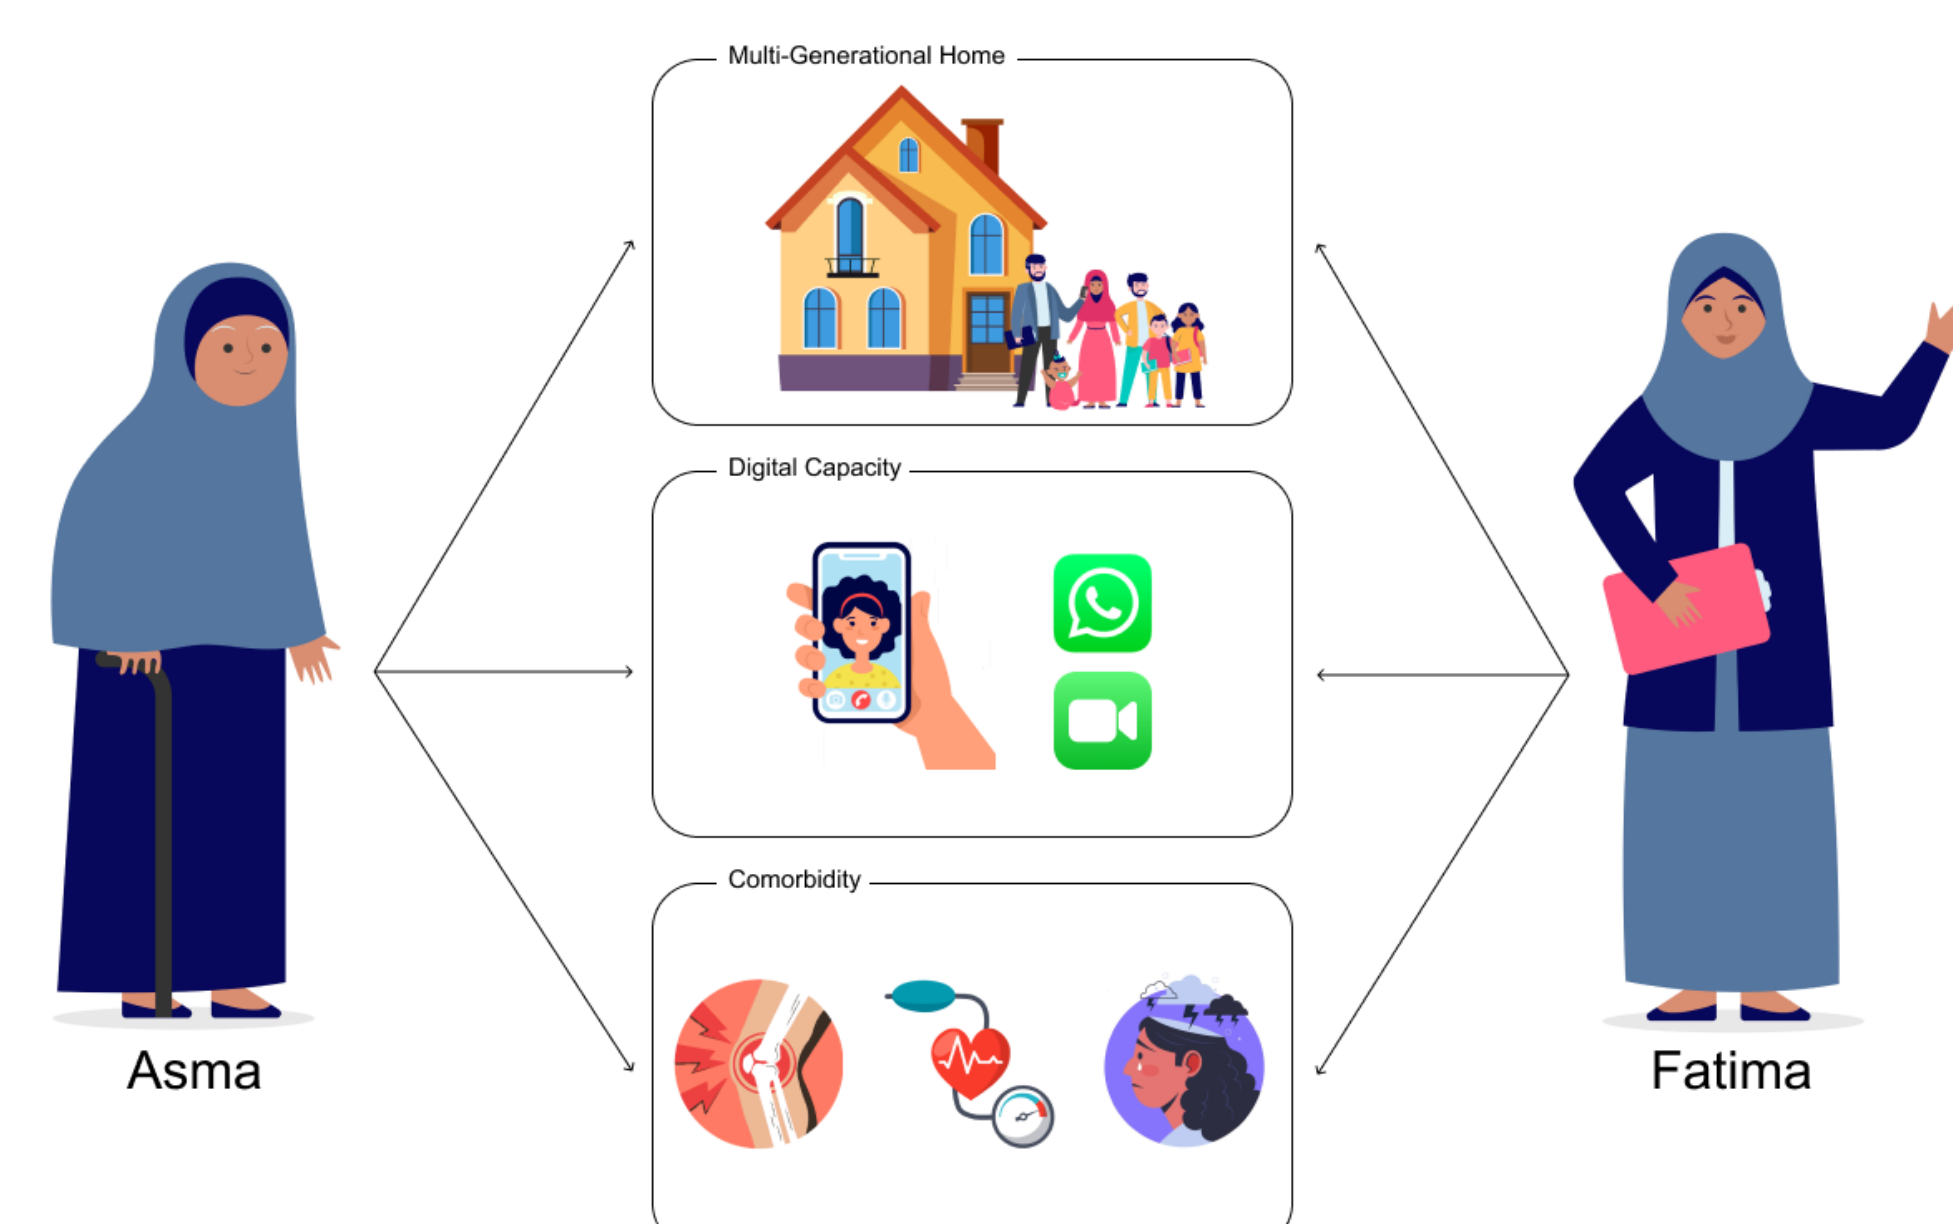 Multi-Generational Home
Digital Capacity
Comorbidity
Asma
Fatima